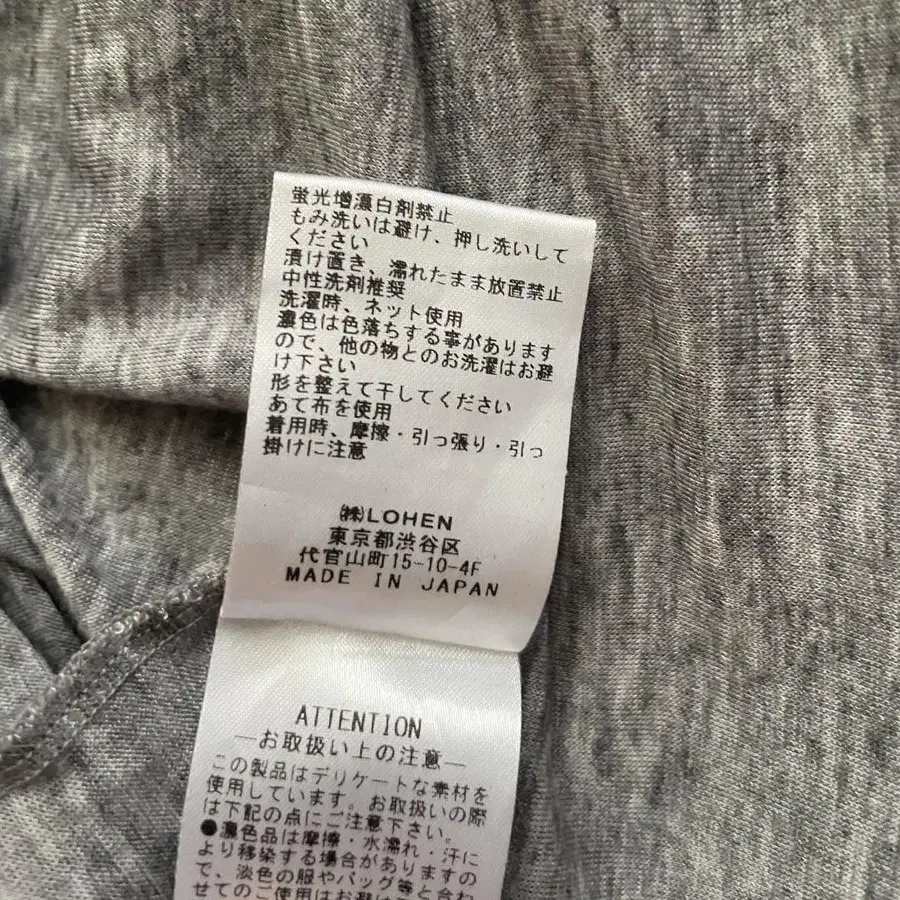 蛍光増濃白剤禁止
もみ洗いは避け、押し洗いして
ください
漬け置き、濡れたまま放置禁止
中性洗剤推奨
洗濯時、ネット使用
濃色は色落ちする事があります
ので、他の物とのお洗濯はお避
け下さい
形を整えて干してください
あて布を使用
着用時、摩擦・引っ張り・引っ
掛けに注意
㈱LOHEN
東京都渋谷区
代官山町15-10-4F
MADE IN JAPAN
ATTENTION
―お取扱い上の注意―
この製品はデリケートな素材を
使用しています。お取扱いの際
は下記の点にご注意下さい。
●濃色品は摩擦・水濡れ・汗に
より移染する場合がありますの
で、淡色の服やバッグ等と合わ
せてのご使用はお避け